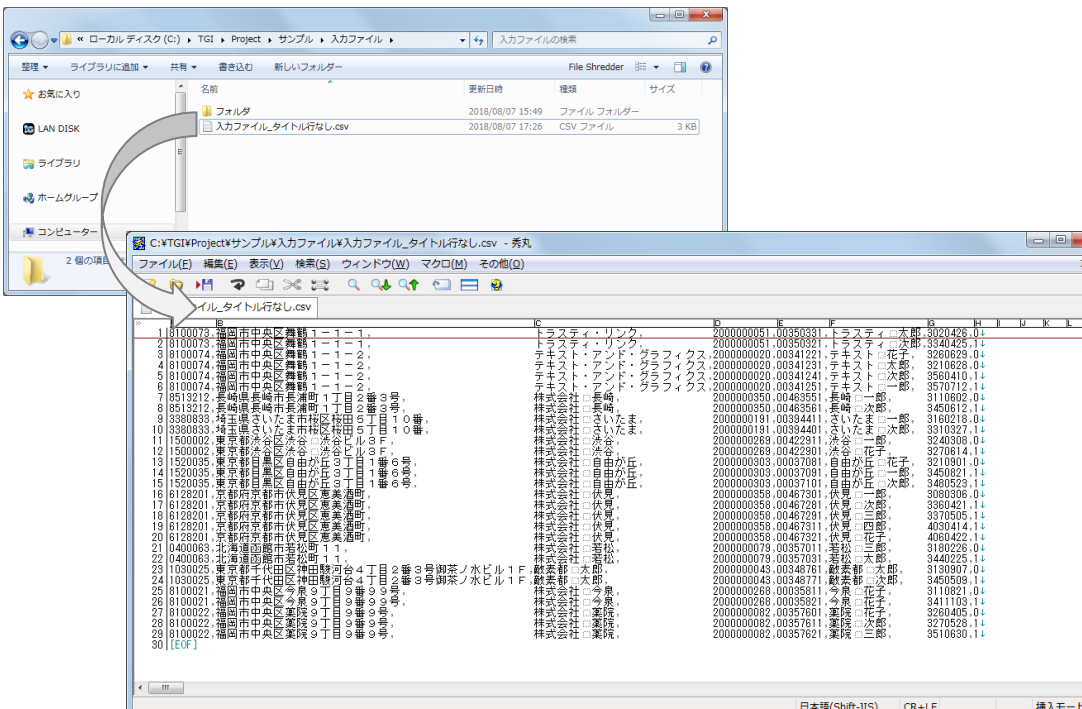 « ローカル ディスク (C:) ▸ TGI ▸ Project ▸ サンプル ▸ 入力ファイル ▸
入力ファイルの検索
整理 ▼ ライブラリに追加 ▼ 共有 ▼ 書き込む 新しいフォルダー File Shredder
名前 更新日時 種類 サイズ
お気に入り
フォルダ 2018/08/07 15:49 ファイル フォルダー
入力ファイル_タイトル行なし.csv 2018/08/07 17:26 CSV ファイル 3 KB
LAN DISK
ライブラリ
ホームグループ
コンピューター
2 個の項目
C:¥TGI¥Project¥サンプル¥入力ファイル¥入力ファイル_タイトル行なし.csv - 秀丸
ファイル(F) 編集(E) 表示(V) 検索(S) ウィンドウ(W) マクロ(M) その他(O)
イル_タイトル行なし.csv
B C D E F G H I J K L
1 8100073,福岡市中央区舞鶴1-1-1, トラスティ・リンク, 2000000051,00350331,トラスティ□太郎,3020426,0↓
2 8100073,福岡市中央区舞鶴1-1-1, トラスティ・リンク, 2000000051,00350321,トラスティ□次郎,3340425,1↓
3 8100074,福岡市中央区舞鶴1-1-2, テキスト・アンド・グラフィクス,2000000020,00341221,テキスト□花子, 3260629,0↓
4 8100074,福岡市中央区舞鶴1-1-2, テキスト・アンド・グラフィクス,2000000020,00341231,テキスト□太郎, 3210628,0↓
5 8100074,福岡市中央区舞鶴1-1-2, テキスト・アンド・グラフィクス,2000000020,00341241,テキスト□次郎, 3560410,1↓
6 8100074,福岡市中央区舞鶴1-1-2, テキスト・アンド・グラフィクス,2000000020,00341251,テキスト□一郎, 3570712,1↓
7 8513212,長崎県長崎市長浦町1丁目2番3号, 株式会社□長崎, 2000000350,00463551,長崎□一郎, 3110602,0↓
8 8513212,長崎県長崎市長浦町1丁目2番3号, 株式会社□長崎, 2000000350,00463561,長崎□次郎, 3450612,1↓
9 3380833,埼玉県さいたま市桜区桜田5丁目10番, 株式会社□さいたま, 2000000191,00394411,さいたま□一郎, 3160218,0↓
10 3380833,埼玉県さいたま市桜区桜田5丁目10番, 株式会社□さいたま, 2000000191,00394401,さいたま□次郎, 3310327,1↓
11 1500002,東京都渋谷区渋谷□渋谷ビル3F, 株式会社□渋谷, 2000000269,00422911,渋谷□一郎, 3240308,0↓
12 1500002,東京都渋谷区渋谷□渋谷ビル3F, 株式会社□渋谷, 2000000269,00422901,渋谷□花子, 3270614,1↓
13 1520035,東京都目黒区自由が丘3丁目1番6号, 株式会社□自由が丘, 2000000303,00037081,自由が丘□花子, 3210901,0↓
14 1520035,東京都目黒区自由が丘3丁目1番6号, 株式会社□自由が丘, 2000000303,00037091,自由が丘□一郎, 3450821,1↓
15 1520035,東京都目黒区自由が丘3丁目1番6号, 株式会社□自由が丘, 2000000303,00037101,自由が丘□次郎, 3480523,1↓
16 6128201,京都府京都市伏見区恵美酒町, 株式会社□伏見, 2000000358,00467301,伏見□一郎, 3080306,0↓
17 6128201,京都府京都市伏見区恵美酒町, 株式会社□伏見, 2000000358,00467281,伏見□次郎, 3360421,1↓
18 6128201,京都府京都市伏見区恵美酒町, 株式会社□伏見, 2000000358,00467291,伏見□三郎, 3370505,1↓
19 6128201,京都府京都市伏見区恵美酒町, 株式会社□伏見, 2000000358,00467311,伏見□四郎, 4030414,1↓
20 6128201,京都府京都市伏見区恵美酒町, 株式会社□伏見, 2000000358,00467321,伏見□花子, 4060422,1↓
21 0400063,北海道函館市若松町11, 株式会社□若松, 2000000079,00357011,若松□三郎, 3180226,0↓
22 0400063,北海道函館市若松町11, 株式会社□若松, 2000000079,00357031,若松□次郎, 3440225,1↓
23 1030025,東京都千代田区神田駿河台4丁目2番3号御茶ノ水ビル1F,敵素都□太郎, 2000000043,00348761,敵素都□太郎, 3130907,0↓
24 1030025,東京都千代田区神田駿河台4丁目2番3号御茶ノ水ビル1F,敵素都□太郎, 2000000043,00348771,敵素都□次郎, 3450509,1↓
25 8100021,福岡市中央区今泉9丁目9番99号, 株式会社□今泉, 2000000268,00035811,今泉□花子, 3110821,0↓
26 8100021,福岡市中央区今泉9丁目9番99号, 株式会社□今泉, 2000000268,00035821,今泉□花子, 3411103,1↓
27 8100022,福岡市中央区薬院9丁目9番9号, 株式会社□薬院, 2000000082,00357601,薬院□花子, 3260405,0↓
28 8100022,福岡市中央区薬院9丁目9番9号, 株式会社□薬院, 2000000082,00357611,薬院□次郎, 3270528,1↓
29 8100022,福岡市中央区薬院9丁目9番9号, 株式会社□薬院, 2000000082,00357621,薬院□三郎, 3510630,1↓
30 [EOF]
日本語(Shift-JIS) CR+LF 挿入モード